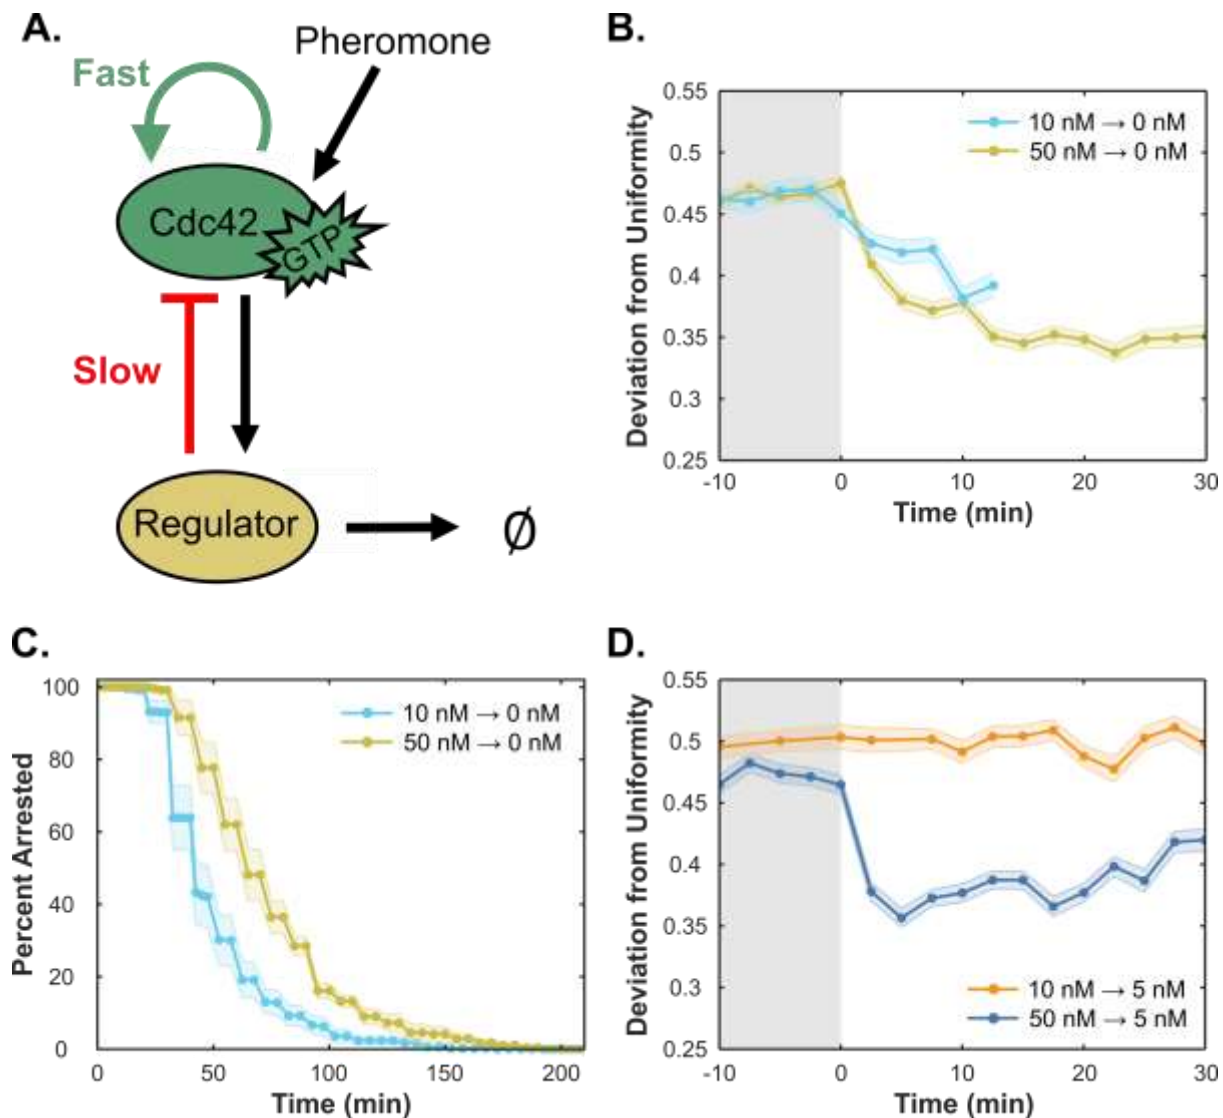 A.
Pheromone
Fast
Cdc42
GTP
Slow
Regulator
∅
B.
Deviation from Uniformity
0.55
0.5
0.45
0.4
0.35
0.3
0.25
10 nM → 0 nM
50 nM → 0 nM
-10
0
10
20
30
Time (min)
C.
Percent Arrested
100
80
60
40
20
0
10 nM → 0 nM
50 nM → 0 nM
0
50
100
150
200
Time (min)
D.
Deviation from Uniformity
0.55
0.5
0.45
0.4
0.35
0.3
0.25
10 nM → 5 nM
50 nM → 5 nM
-10
0
10
20
30
Time (min)